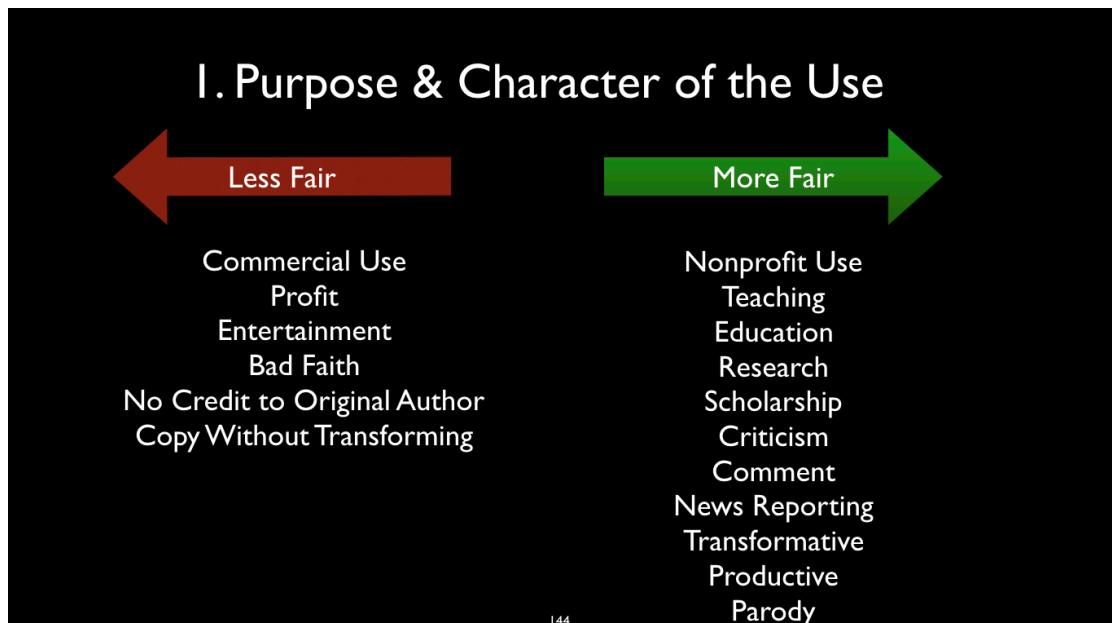 1. Purpose & Character of the Use
Less Fair
Commercial Use
Profit
Entertainment
Bad Faith
No Credit to Original Author
Copy Without Transforming
More Fair
Nonprofit Use
Teaching
Education
Research
Scholarship
Criticism
Comment
News Reporting
Transformative
Productive
Parody
144